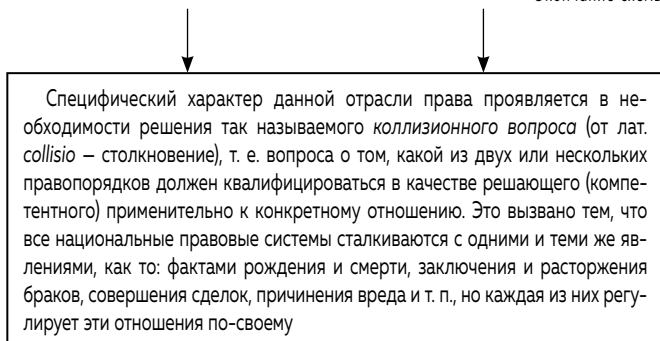 Специфический характер данной отрасли права проявляется в не-
обходимости решения так называемого коллизионного вопроса (от лат.
collisio – столкновение), т. е. вопроса о том, какой из двух или нескольких
правопорядков должен квалифицироваться в качестве решающего (компе-
тентного) применительно к конкретному отношению. Это вызвано тем, что
все национальные правовые системы сталкиваются с одними и теми же яв-
лениями, как то: фактами рождения и смерти, заключения и расторжения
браков, совершения сделок, причинения вреда и т. п., но каждая из них регу-
лирует эти отношения по-своему